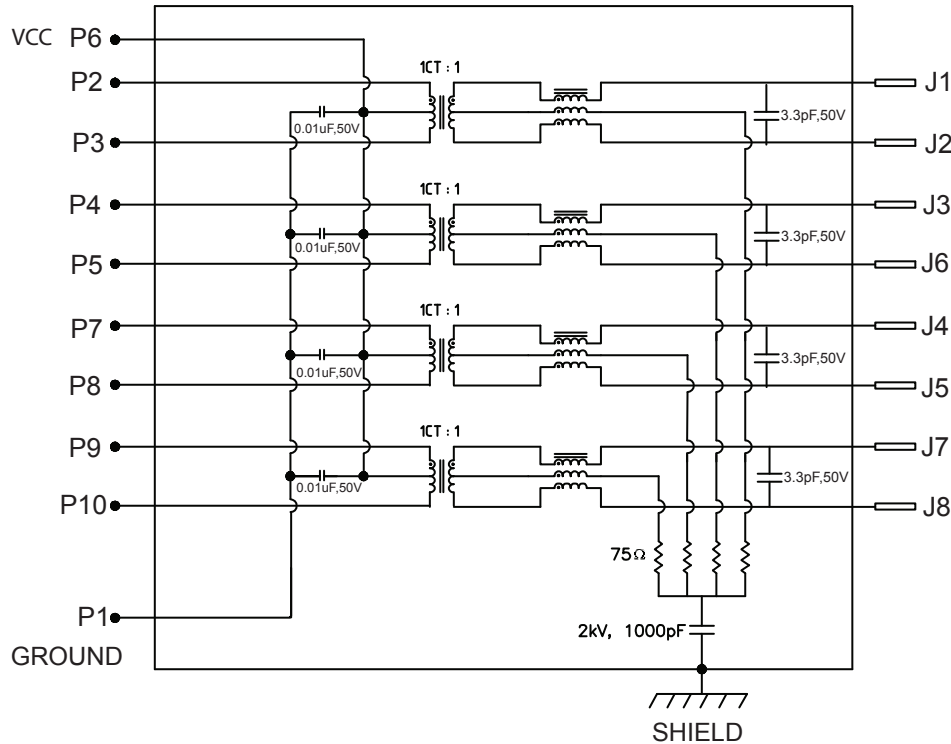 VCC P6
1CT : 1
P2
J1
0.01uF,50V
3.3pF,50V
P3
J2
1CT : 1
P4
J3
0.01uF,50V
3.3pF,50V
P5
J6
1CT : 1
P7
J4
0.01uF,50V
3.3pF,50V
P8
J5
1CT : 1
P9
J7
0.01uF,50V
3.3pF,50V
P10
J8
75Ω
P1
2kV, 1000pF
GROUND
SHIELD